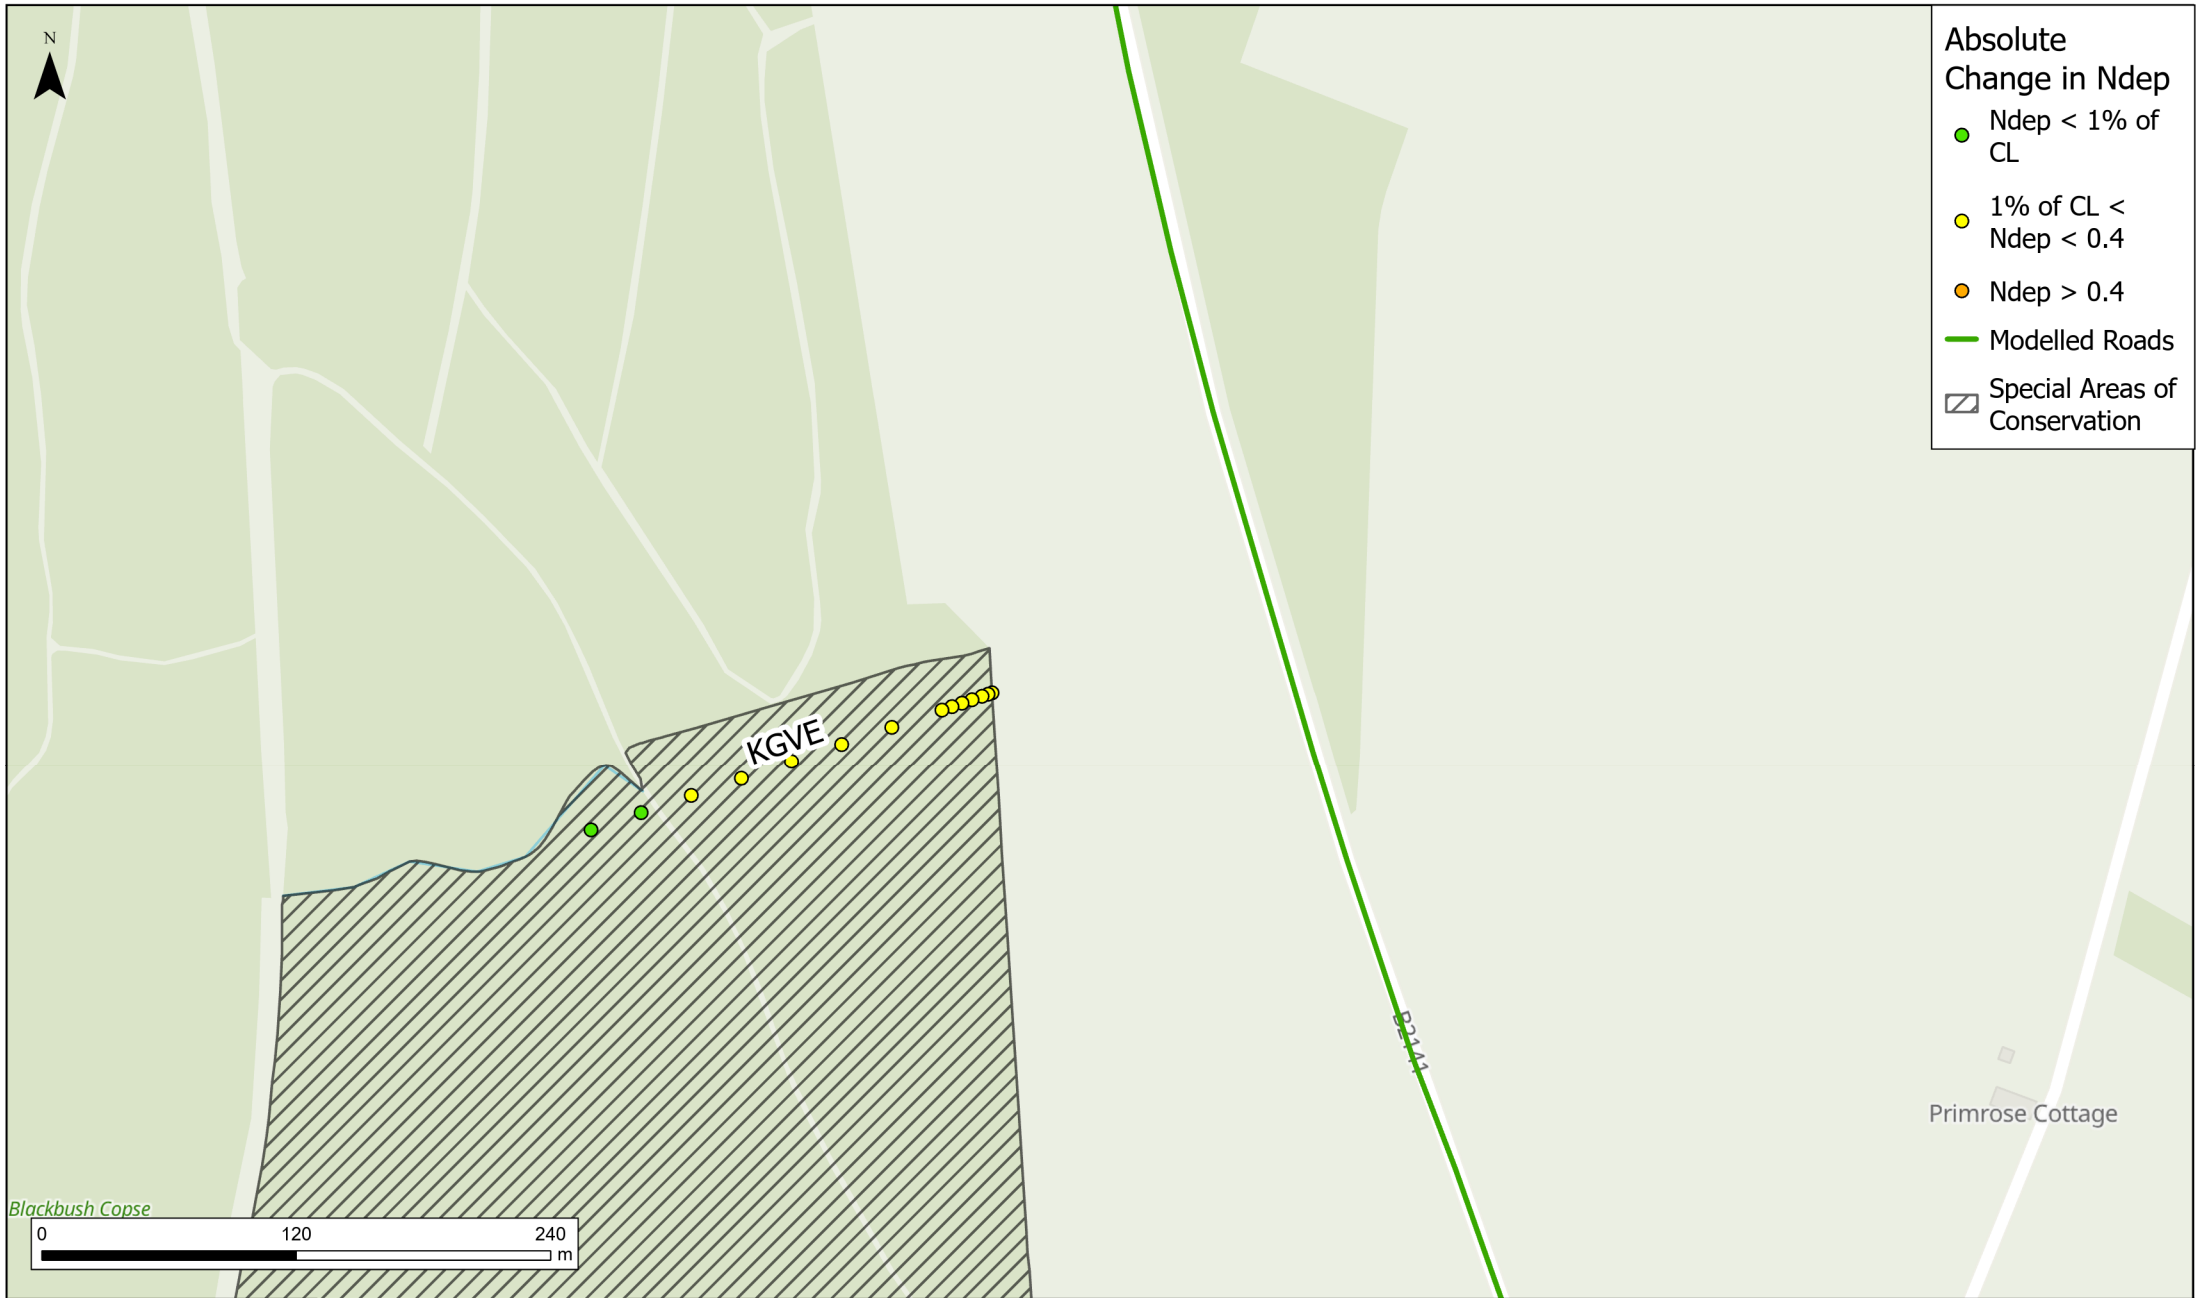 N
Absolute
Change in Ndep
Ndep < 1% of
CL
1% of CL <
Ndep < 0.4
Ndep > 0.4
Modelled Roads
Special Areas of
Conservation
KGVE
B2141
Primrose Cottage
Blackbush Copse
0 120 240
m